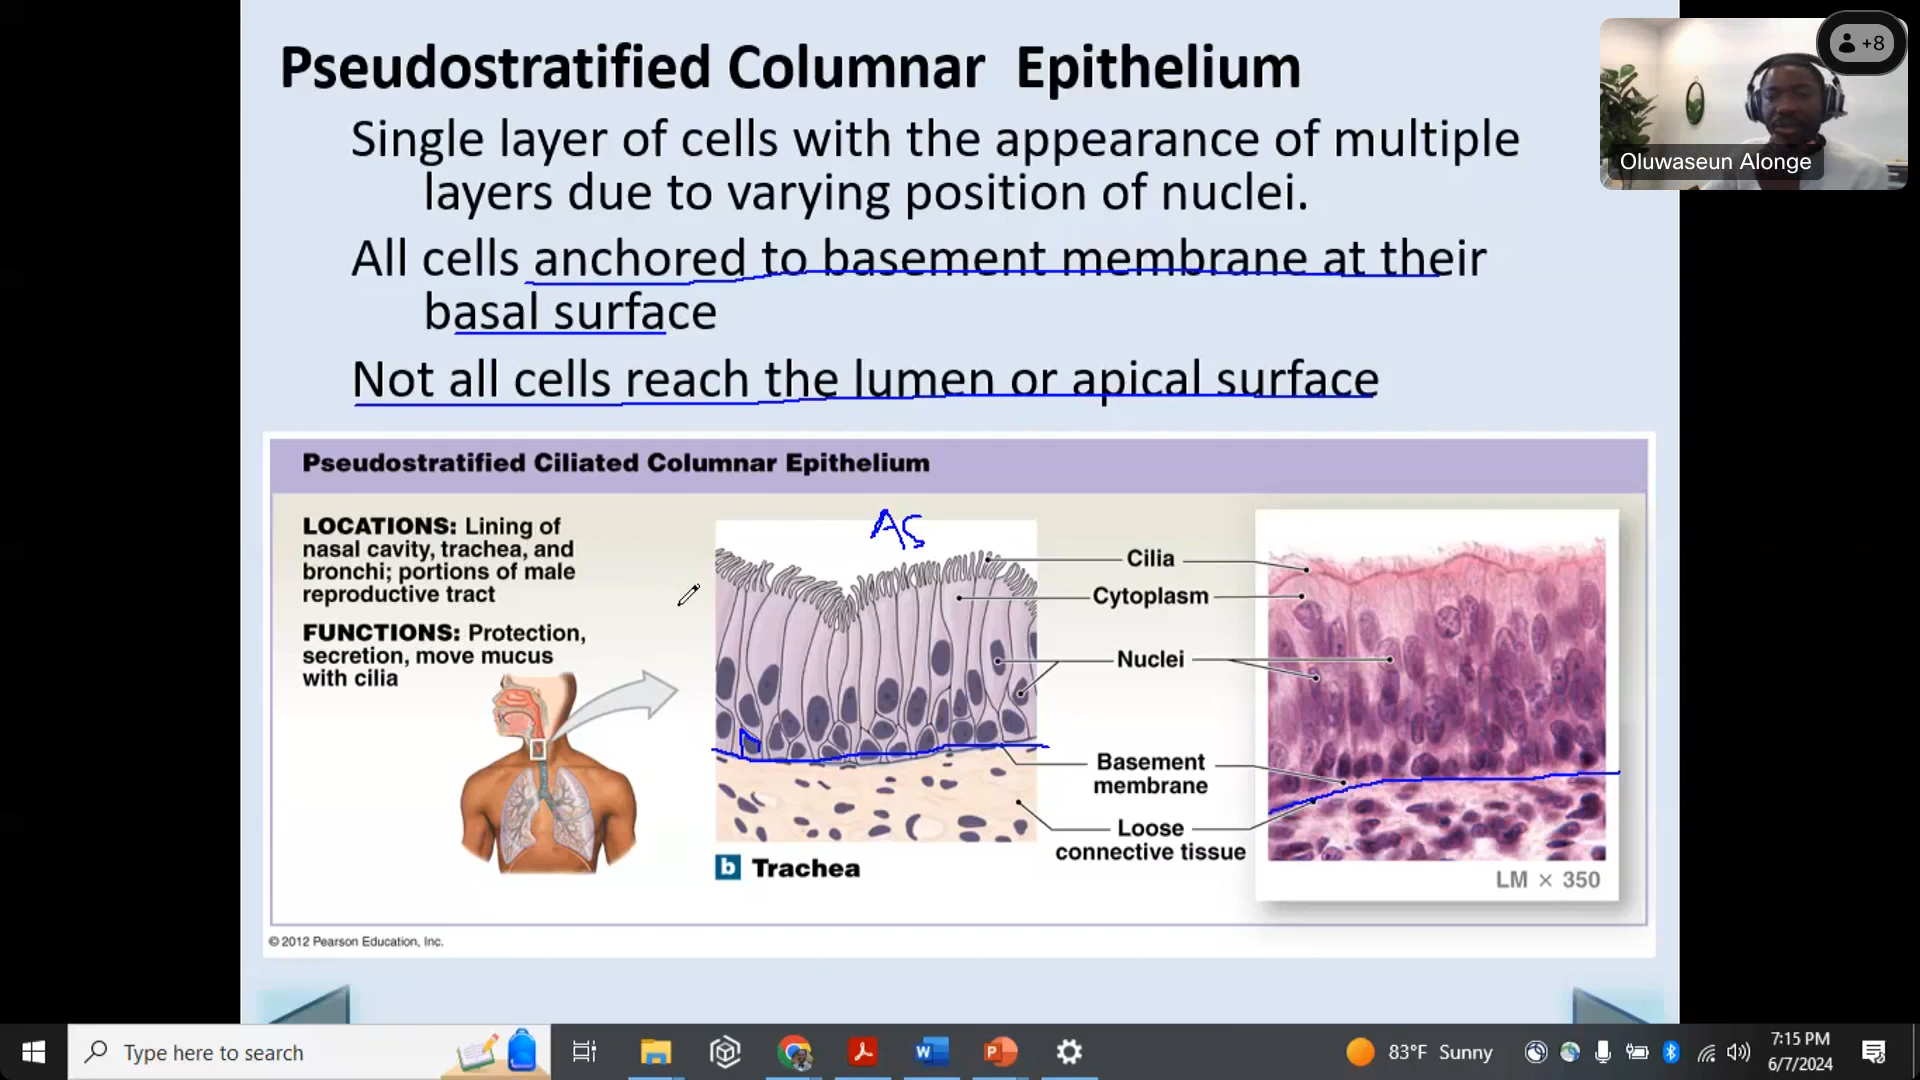 Pseudostratified Columnar Epithelium
Single layer of cells with the appearance of multiple
layers due to varying position of nuclei.
All cells anchored to basement membrane at their
basal surface
Not all cells reach the lumen or apical surface
+8
Oluwaseun Alonge
Pseudostratified Ciliated Columnar Epithelium
LOCATIONS: Lining of
nasal cavity, trachea, and
bronchi; portions of male
reproductive tract
FUNCTIONS: Protection,
secretion, move mucus
with cilia
AS
Cilia
Cytoplasm
Nuclei
Basement
membrane
Loose
connective tissue
b Trachea
LM × 350
© 2012 Pearson Education, Inc.
Type here to search
83°F Sunny
7:15 PM
6/7/2024